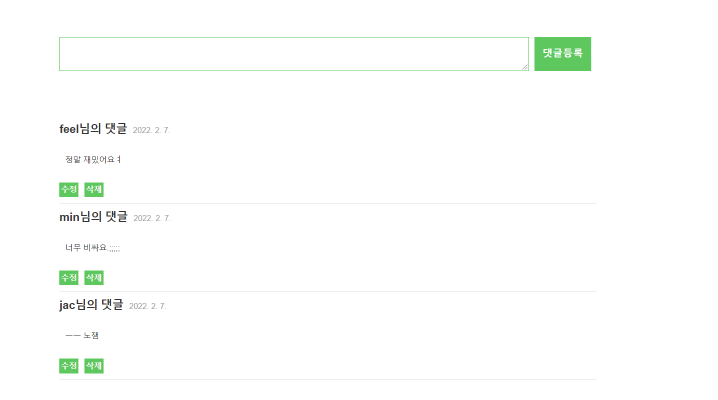 댓글등록
feel님의 댓글 2022. 2. 7.
정말 재밌어요ㅕ
수정 삭제
min님의 댓글 2022. 2. 7.
너무 비싸요.;;;;;
수정 삭제
jac님의 댓글 2022. 2. 7.
ㅡㅡ 노잼
수정 삭제